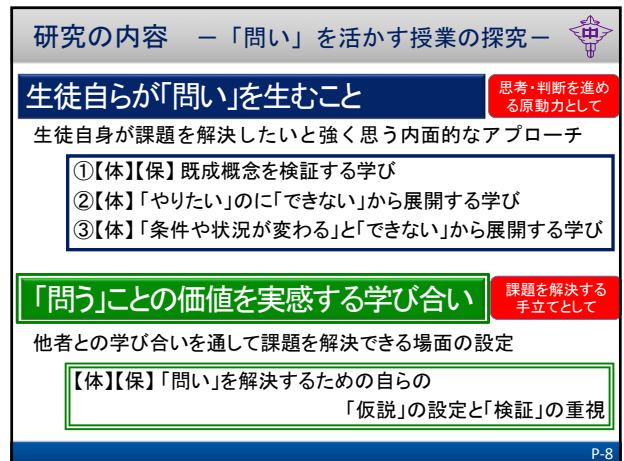 研究の内容 －「問い」を活かす授業の探究－
中
生徒自らが「問い」を生むこと
思考・判断を進め
る原動力として
生徒自身が課題を解決したいと強く思う内面的なアプローチ
①【体】【保】既成概念を検証する学び
②【体】「やりたい」のに「できない」から展開する学び
③【体】「条件や状況が変わる」と「できない」から展開する学び
「問う」ことの価値を実感する学び合い
課題を解決する
手立てとして
他者との学び合いを通して課題を解決できる場面の設定
【体】【保】「問い」を解決するための自らの
「仮説」の設定と「検証」の重視
P-8